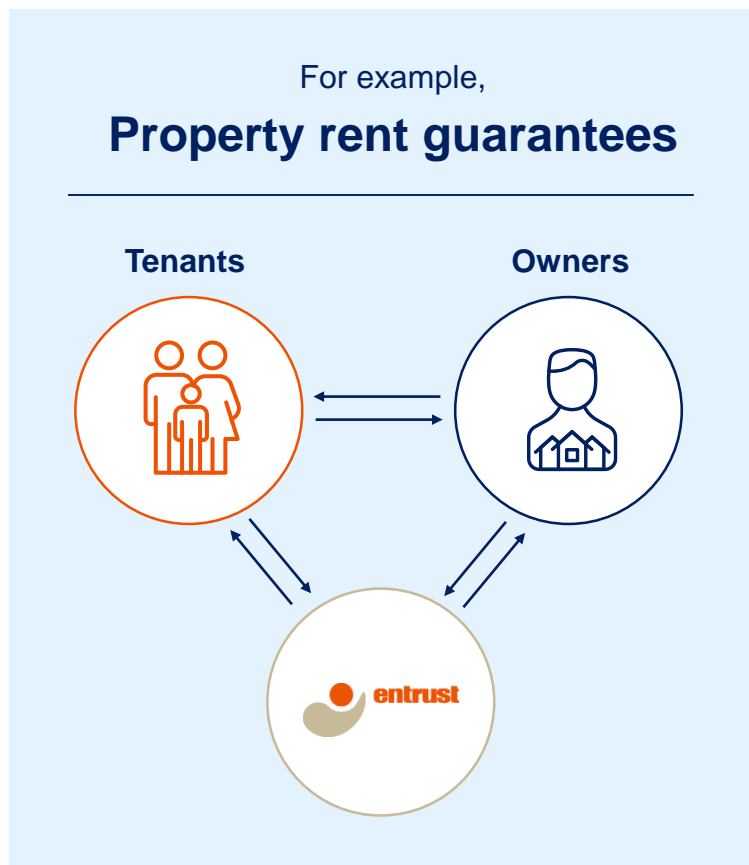 For example,
Property rent guarantees
Tenants
Owners
entrust